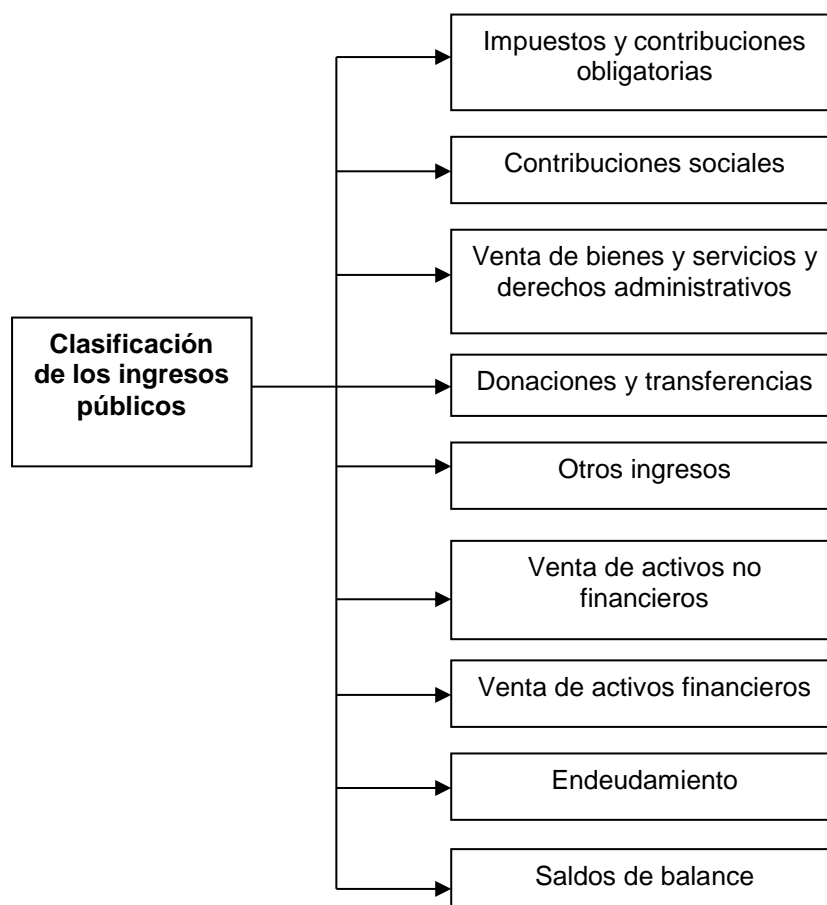 Impuestos y contribuciones
obligatorias
Contribuciones sociales
Venta de bienes y servicios y
derechos administrativos
Clasificación
de los ingresos
públicos
Donaciones y transferencias
Otros ingresos
Venta de activos no
financieros
Venta de activos financieros
Endeudamiento
Saldos de balance